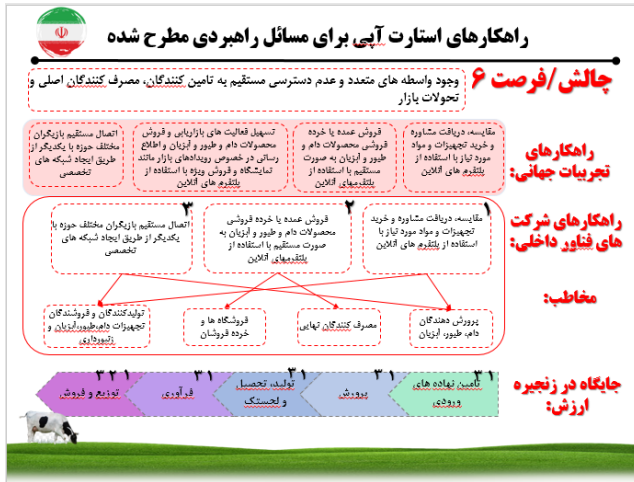 راهکارهای استارت آپی برای مسائل راهبردی مطرح شده
چالش/فرصت ۶
وجود واسطه های متعدد و عدم دسترسی مستقیم به تامین کنندگان، مصرف کنندگان اصلی و
تحولات بازار
راهکارهای
تجربیات جهانی:
مقایسه، دریافت مشاوره
و خرید تجهیزات و مواد
مورد نیاز با استفاده از
پلتفرم های آنلاین
فروش عمده یا خرده
فروشی محصولات دام و
طیور و آبزیان به صورت
مستقیم با استفاده از
پلتفرمهای آنلاین
تسهیل فعالیت های بازاریابی و فروش
محصولات دام و طیور و آبزیان و اطلاع
رسانی در خصوص رویدادهای بازار مانند
نمایشگاه و فروش ویژه با استفاده از
پلتفرم های آنلاین
اتصال مستقیم بازیگران
مختلف حوزه با یکدیگر از
طریق ایجاد شبکه های
تخصصی
راهکارهای شرکت
های فناور داخلی:
۱
مقایسه، دریافت مشاوره و خرید
تجهیزات و مواد مورد نیاز با
استفاده از پلتفرم های آنلاین
۲
فروش عمده یا خرده فروشی
محصولات دام و طیور و آبزیان به
صورت مستقیم با استفاده از
پلتفرمهای آنلاین
۳
اتصال مستقیم بازیگران مختلف حوزه با
یکدیگر از طریق ایجاد شبکه های
تخصصی
مخاطب:
پرورش دهندگان
دام، طیور، آبزیان
مصرف کنندگان نهایی
فروشگاه ها و
خرده فروشان
تولیدکنندگان و فروشندگان
تجهیزات دام،طیور،آبزیان و
زنبورداری
جایگاه در زنجیره
ارزش:
۳ ۱
تامین نهاده های
ورودی
۳ ۱
پرورش
۳ ۱
تولید، تحصیل
و لجستک
۳ ۱
فرآوری
۳ ۲ ۱
توزیع و فروش